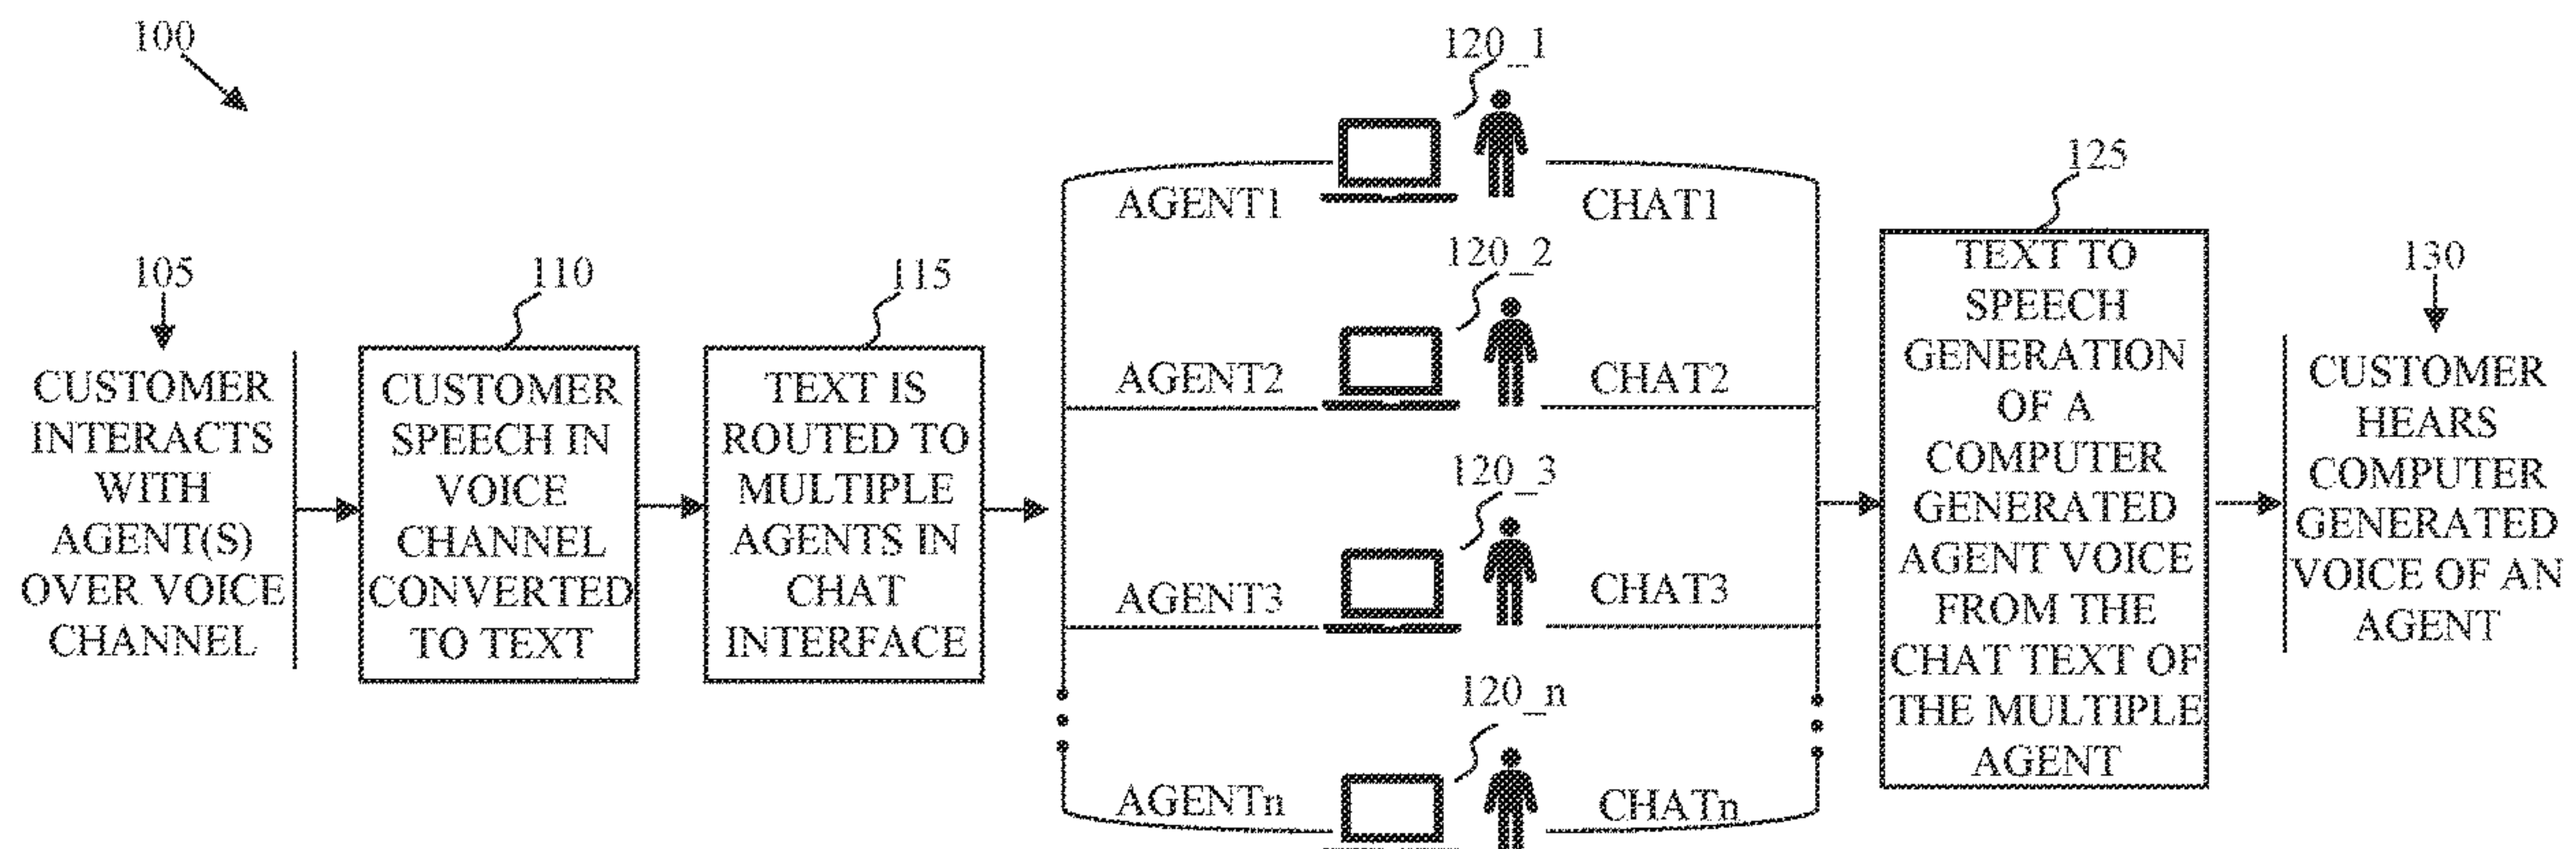 100
105
CUSTOMER
INTERACTS
WITH
AGENT(S)
OVER VOICE
CHANNEL
110
CUSTOMER
SPEECH IN
VOICE
CHANNEL
CONVERTED
TO TEXT
115
TEXT IS
ROUTED TO
MULTIPLE
AGENTS IN
CHAT
INTERFACE
120_1
AGENT1
CHAT1
120_2
AGENT2
CHAT2
120_3
AGENT3
CHAT3
120_n
AGENTn
CHATn
125
TEXT TO
SPEECH
GENERATION
OF A
COMPUTER
GENERATED
AGENT VOICE
FROM THE
CHAT TEXT OF
THE MULTIPLE
AGENT
130
CUSTOMER
HEARS
COMPUTER
GENERATED
VOICE OF AN
AGENT